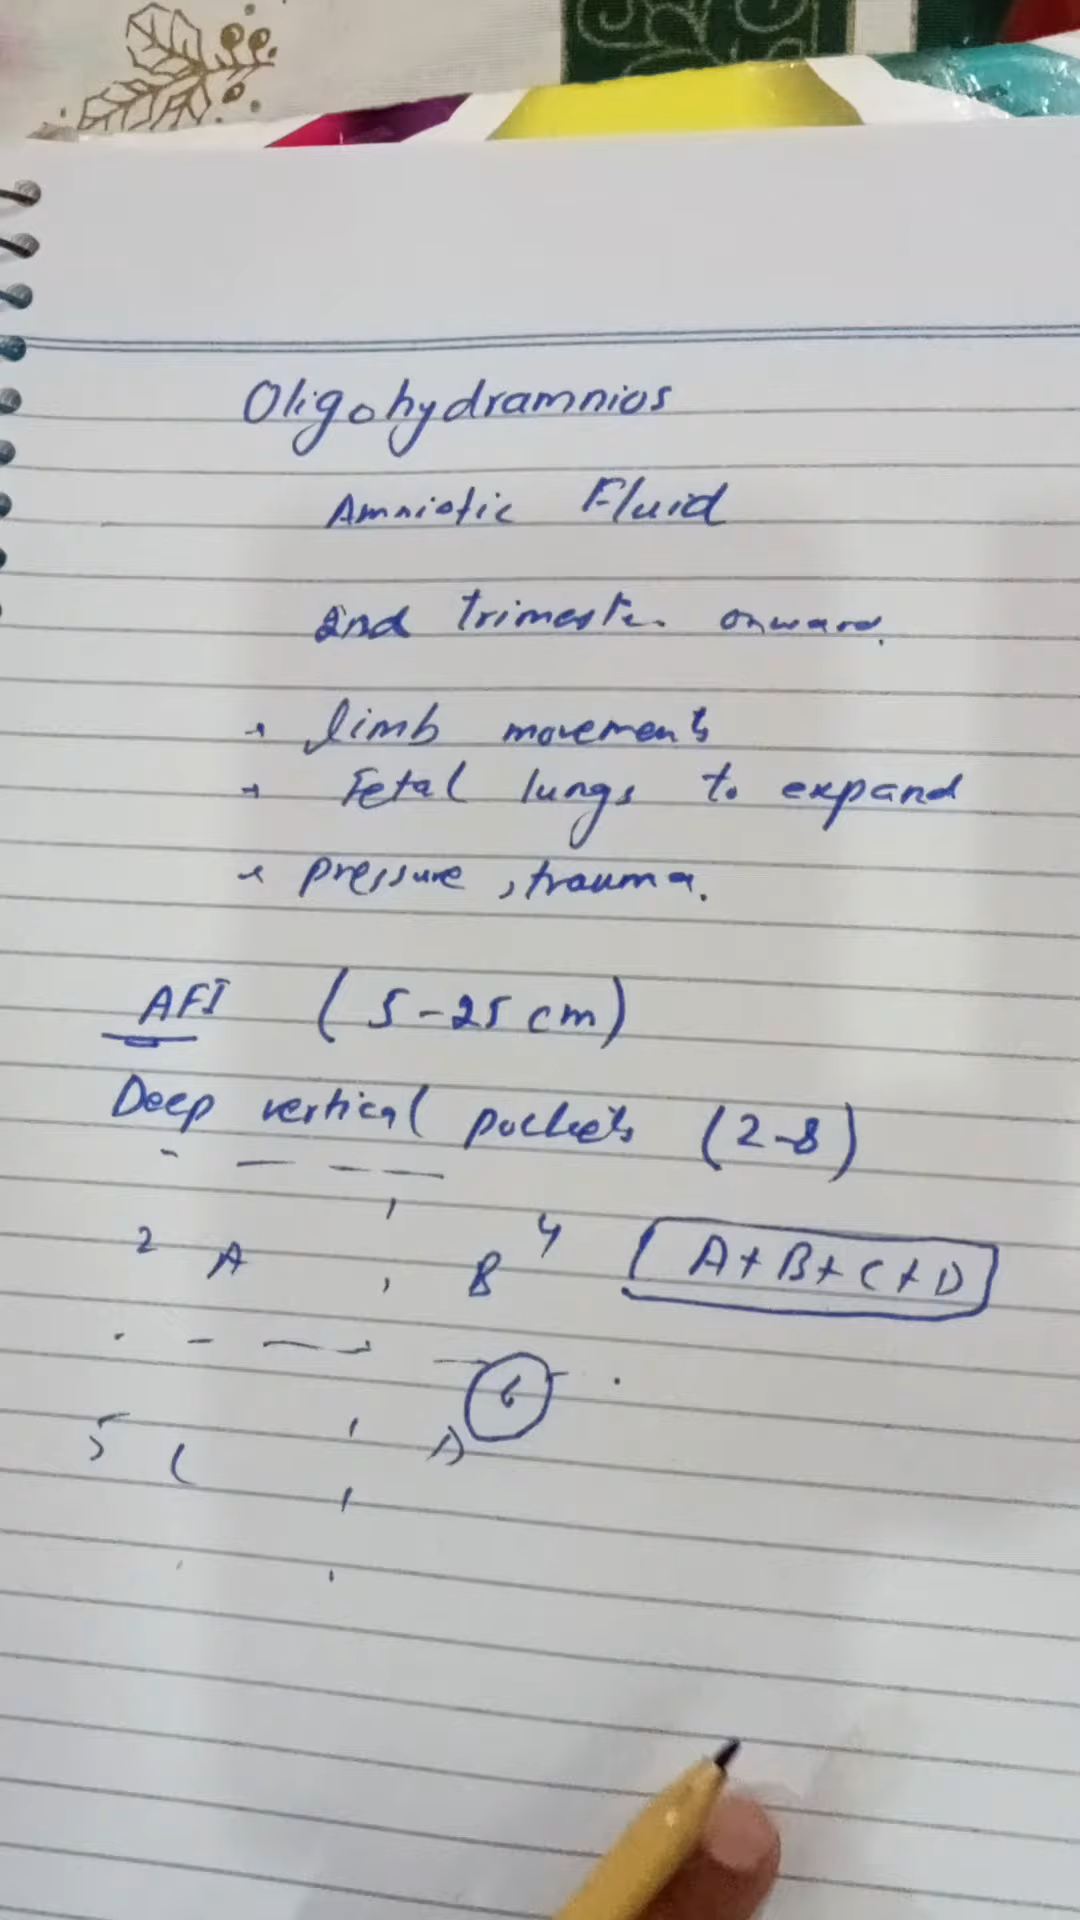 Oligohydramnios
Amniotic Fluid
2nd trimester onward.
limb movements
Fetal lungs to expand
pressure, trauma.
AFI (5-25 cm)
Deep vertical pockets (2-8)
2 A B 4 A+B+C+D
6
5 C D